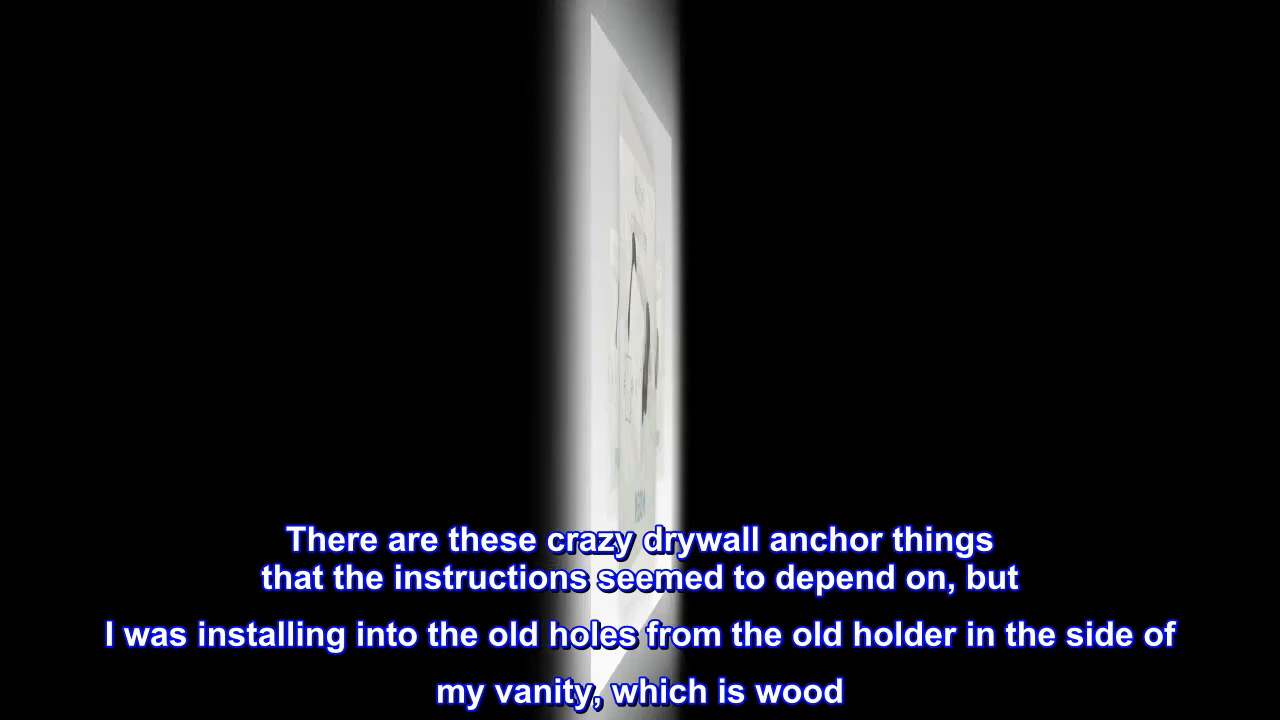 There are these crazy drywall anchor things
that the instructions seemed to depend on, but
I was installing into the old holes from the old holder in the side of
my vanity, which is wood